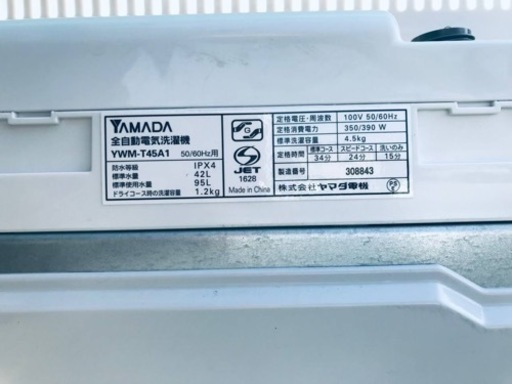 YAMADA
全自動電気洗濯機
YWM-T45A1 50/60Hz用
防水等級 IPX4
標準水量 42L
標準使用水量 95L
ドライコース時の洗濯容量 1.2kg
G
JET
1628
Made in China
定格電圧・周波数 100V 50/60Hz
定格消費電力 350/390 W
標準洗濯容量 4.5kg
標準コース スピードコース 洗いのみ
34分 24分 15分
製造番号 308843
株式会社ヤマダ電機 PS E